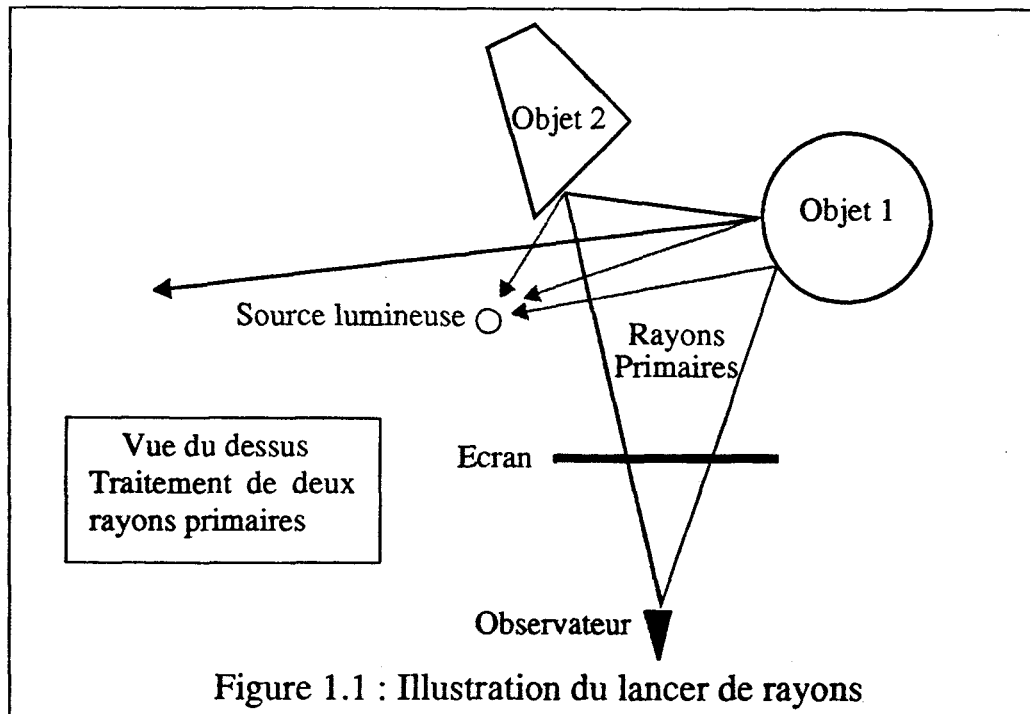 Objet 2
Objet 1
Source lumineuse
Rayons
Primaires
Vue du dessus
Traitement de deux
rayons primaires
Ecran
Observateur
Figure 1.1 : Illustration du lancer de rayons